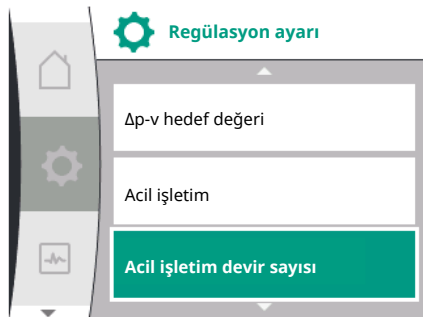 Regülasyon ayarı
Δp-v hedef değeri
Acil işletim
Acil işletim devir sayısı